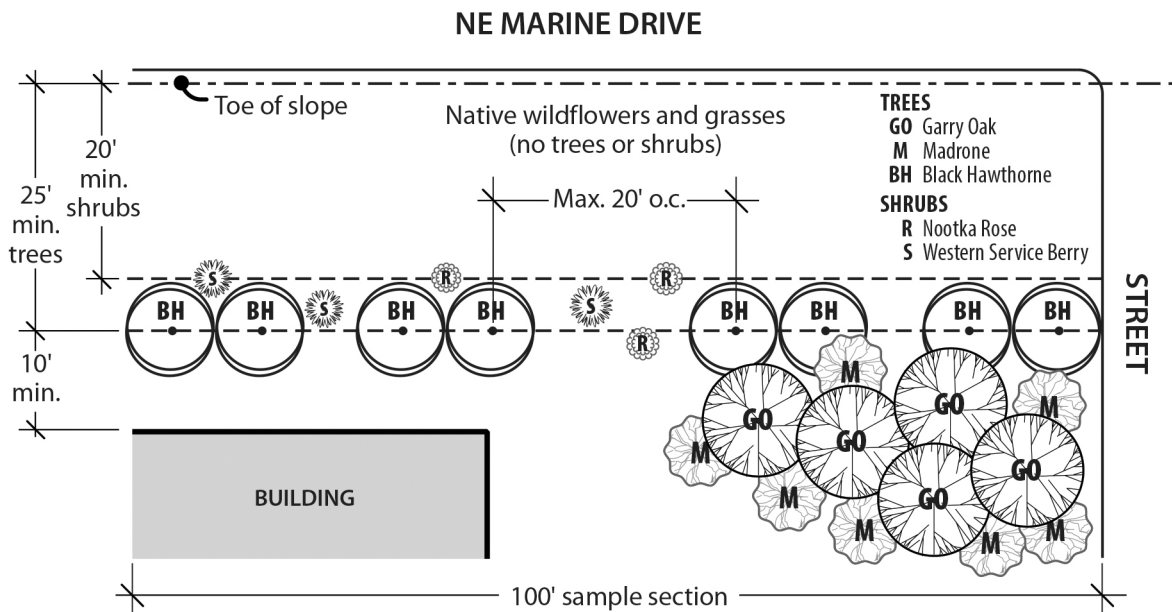 NE MARINE DRIVE
Toe of slope
Native wildflowers and grasses
(no trees or shrubs)
TREES
GO Garry Oak
M Madrone
BH Black Hawthorne
SHRUBS
R Nootka Rose
S Western Service Berry
20'
min.
shrubs
25'
min.
trees
Max. 20' o.c.
S
R
R
BH
BH
S
BH
BH
S
BH
BH
BH
BH
R
STREET
10'
min.
M
GO
GO
M
GO
M
GO
M
GO
M
M
M
M
BUILDING
100' sample section